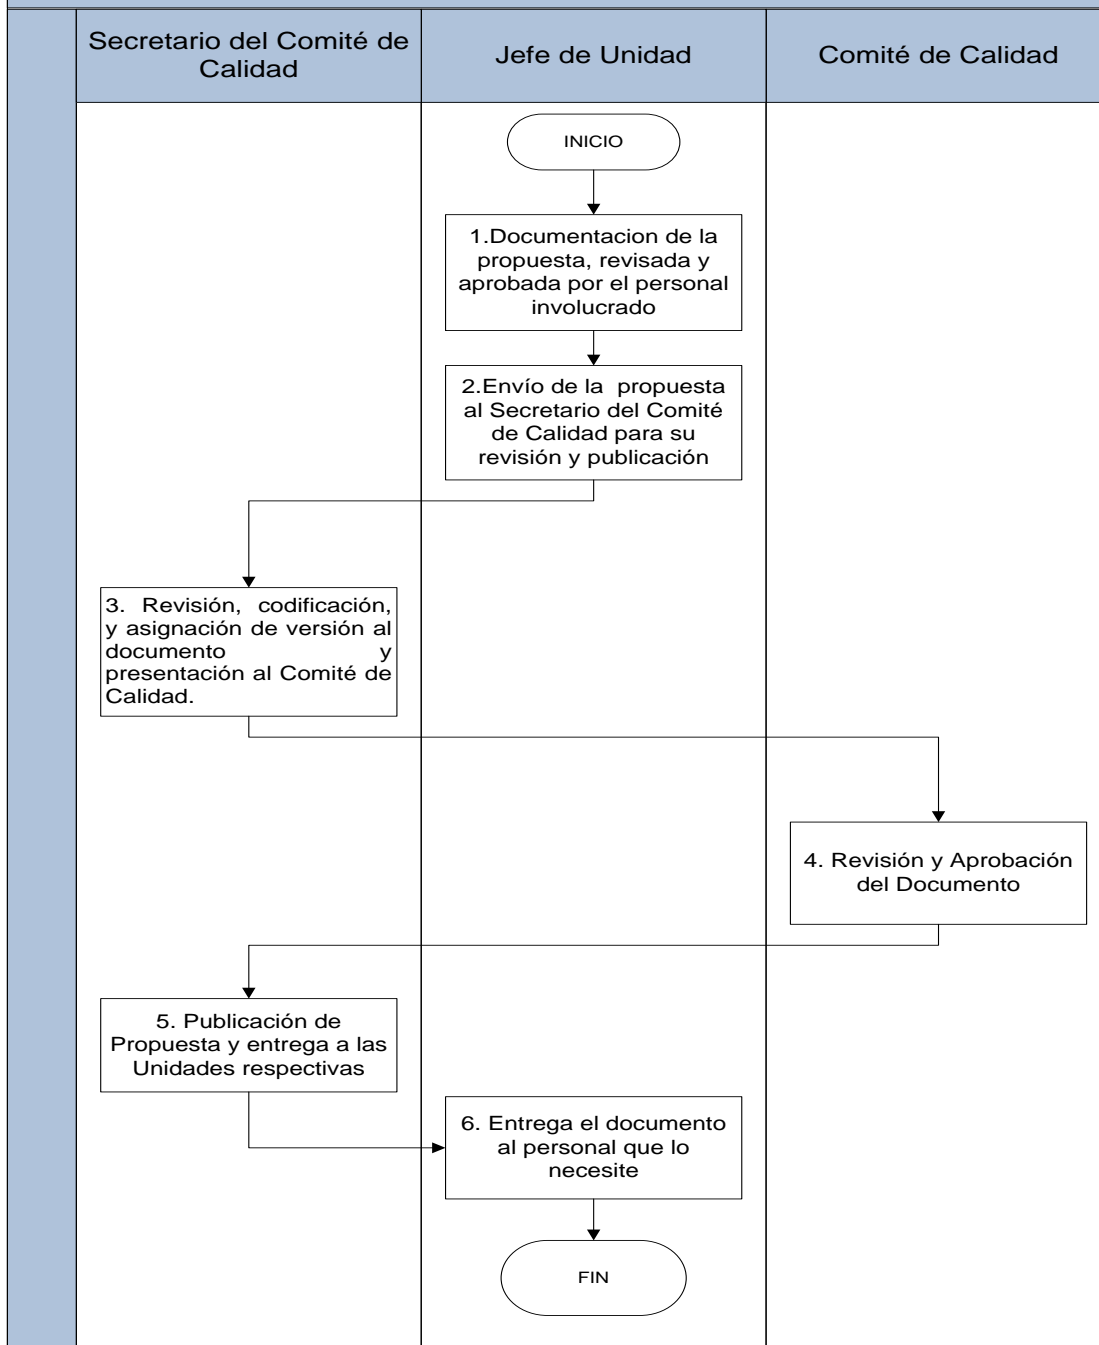 Secretario del Comité de
Calidad
Jefe de Unidad
Comité de Calidad
INICIO
1.Documentacion de la
propuesta, revisada y
aprobada por el personal
involucrado
2.Envío de la propuesta
al Secretario del Comité
de Calidad para su
revisión y publicación
3. Revisión, codificación,
y asignación de versión al
documento y
presentación al Comité de
Calidad.
4. Revisión y Aprobación
del Documento
5. Publicación de
Propuesta y entrega a las
Unidades respectivas
6. Entrega el documento
al personal que lo
necesite
FIN